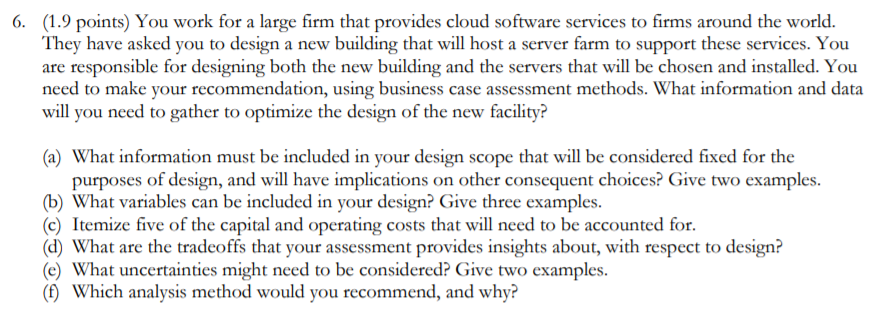 6. (1.9 points) You work for a large firm that provides cloud software services to firms around the world.
They have asked you to design a new building that will host a server farm to support these services. You
are responsible for designing both the new building and the servers that will be chosen and installed. You
need to make your recommendation, using business case assessment methods. What information and data
will you need to gather to optimize the design of the new facility?
(a) What information must be included in your design scope that will be considered fixed for the
purposes of design, and will have implications on other consequent choices? Give two examples.
(b) What variables can be included in your design? Give three examples.
(c) Itemize five of the capital and operating costs that will need to be accounted for.
(d) What are the tradeoffs that your assessment provides insights about, with respect to design?
(e) What uncertainties might need to be considered? Give two examples.
(f) Which analysis method would you recommend, and why?